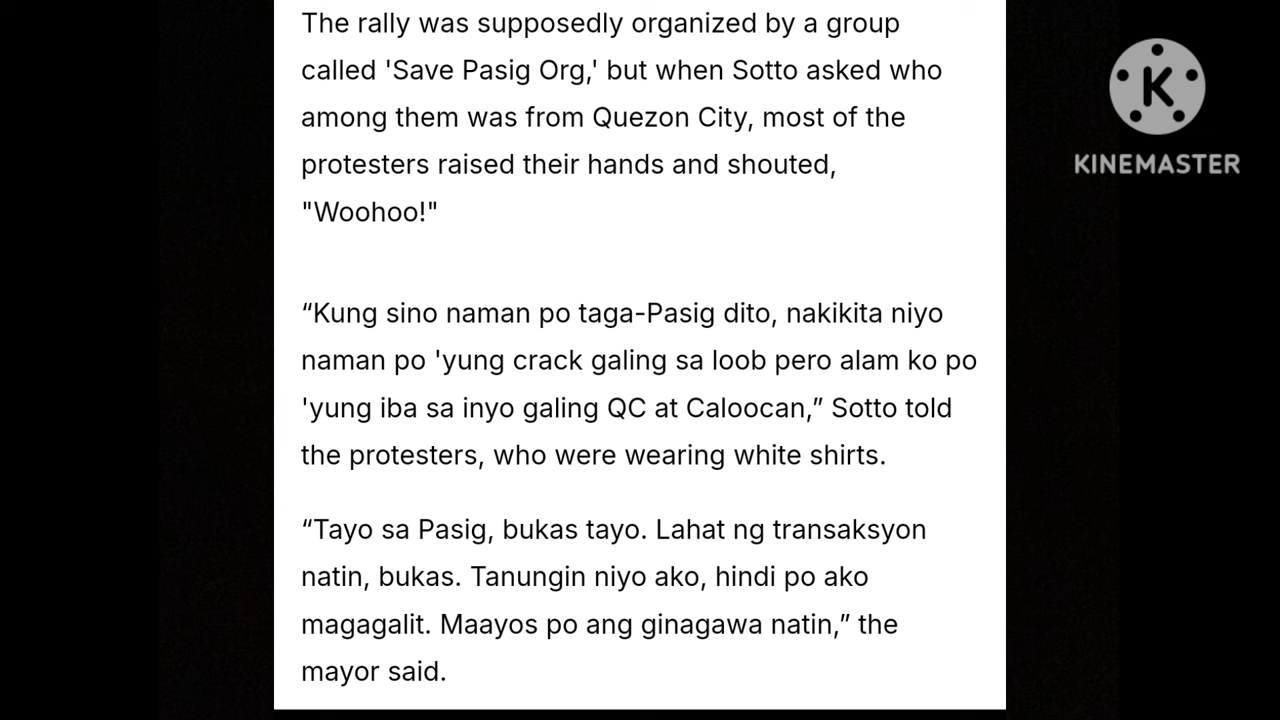 The rally was supposedly organized by a group
called 'Save Pasig Org,' but when Sotto asked who
among them was from Quezon City, most of the
protesters raised their hands and shouted,
"Woohoo!"
“Kung sino naman po taga-Pasig dito, nakikita niyo
naman po 'yung crack galing sa loob pero alam ko po
'yung iba sa inyo galing QC at Caloocan,” Sotto told
the protesters, who were wearing white shirts.
“Tayo sa Pasig, bukas tayo. Lahat ng transaksyon
natin, bukas. Tanungin niyo ako, hindi po ako
magagalit. Maayos po ang ginagawa natin,” the
mayor said.
K
KINEMASTER